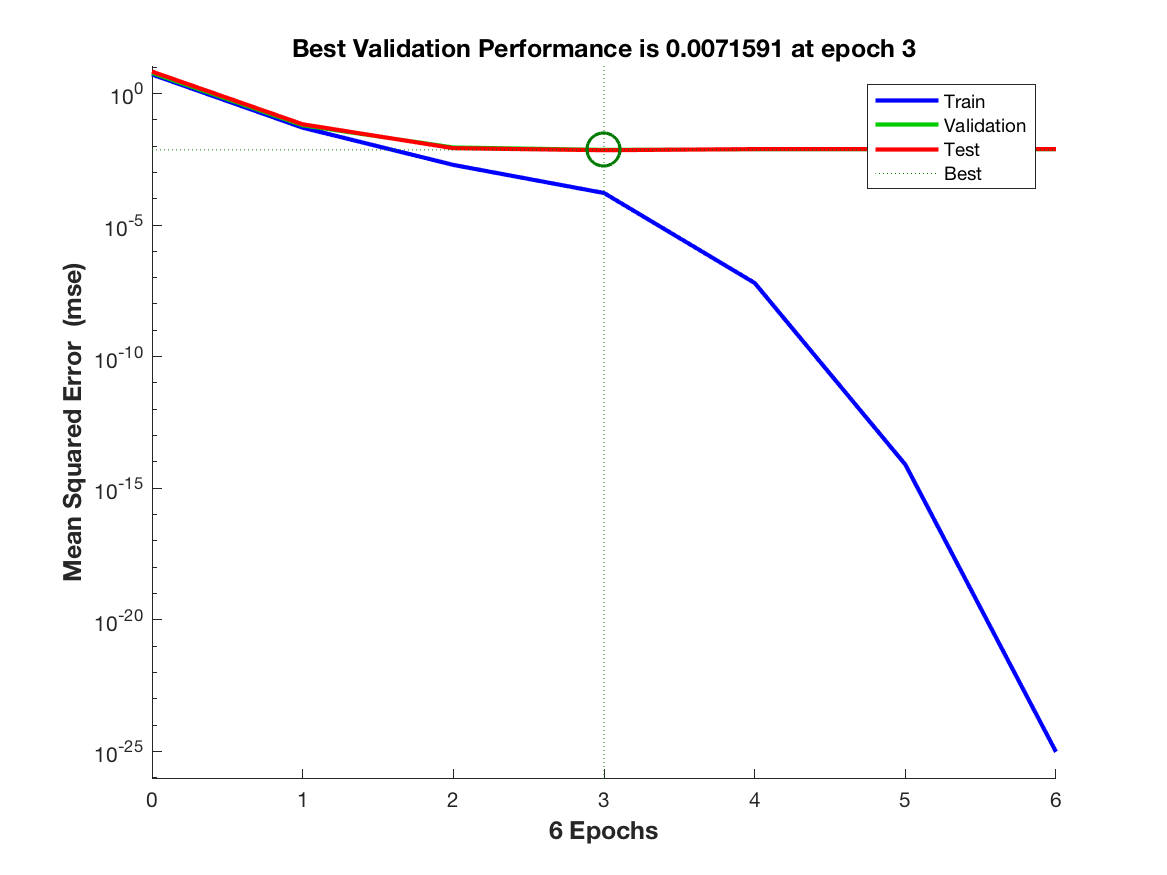 Best Validation Performance is 0.0071591 at epoch 3
Train
Validation
Test
Best
Mean Squared Error (mse)
10^0
10^-5
10^-10
10^-15
10^-20
10^-25
0 1 2 3 4 5 6
6 Epochs